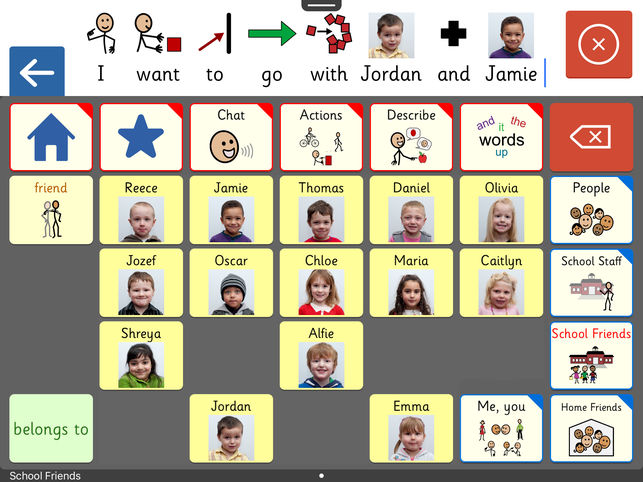 I want to go with Jordan and Jamie
Chat Actions Describe and it the words up
friend Reece Jamie Thomas Daniel Olivia People
Jozef Oscar Chloe Maria Caitlyn School Staff
Shreya Alfie School Friends
belongs to Jordan Emma Me, you Home Friends
School Friends